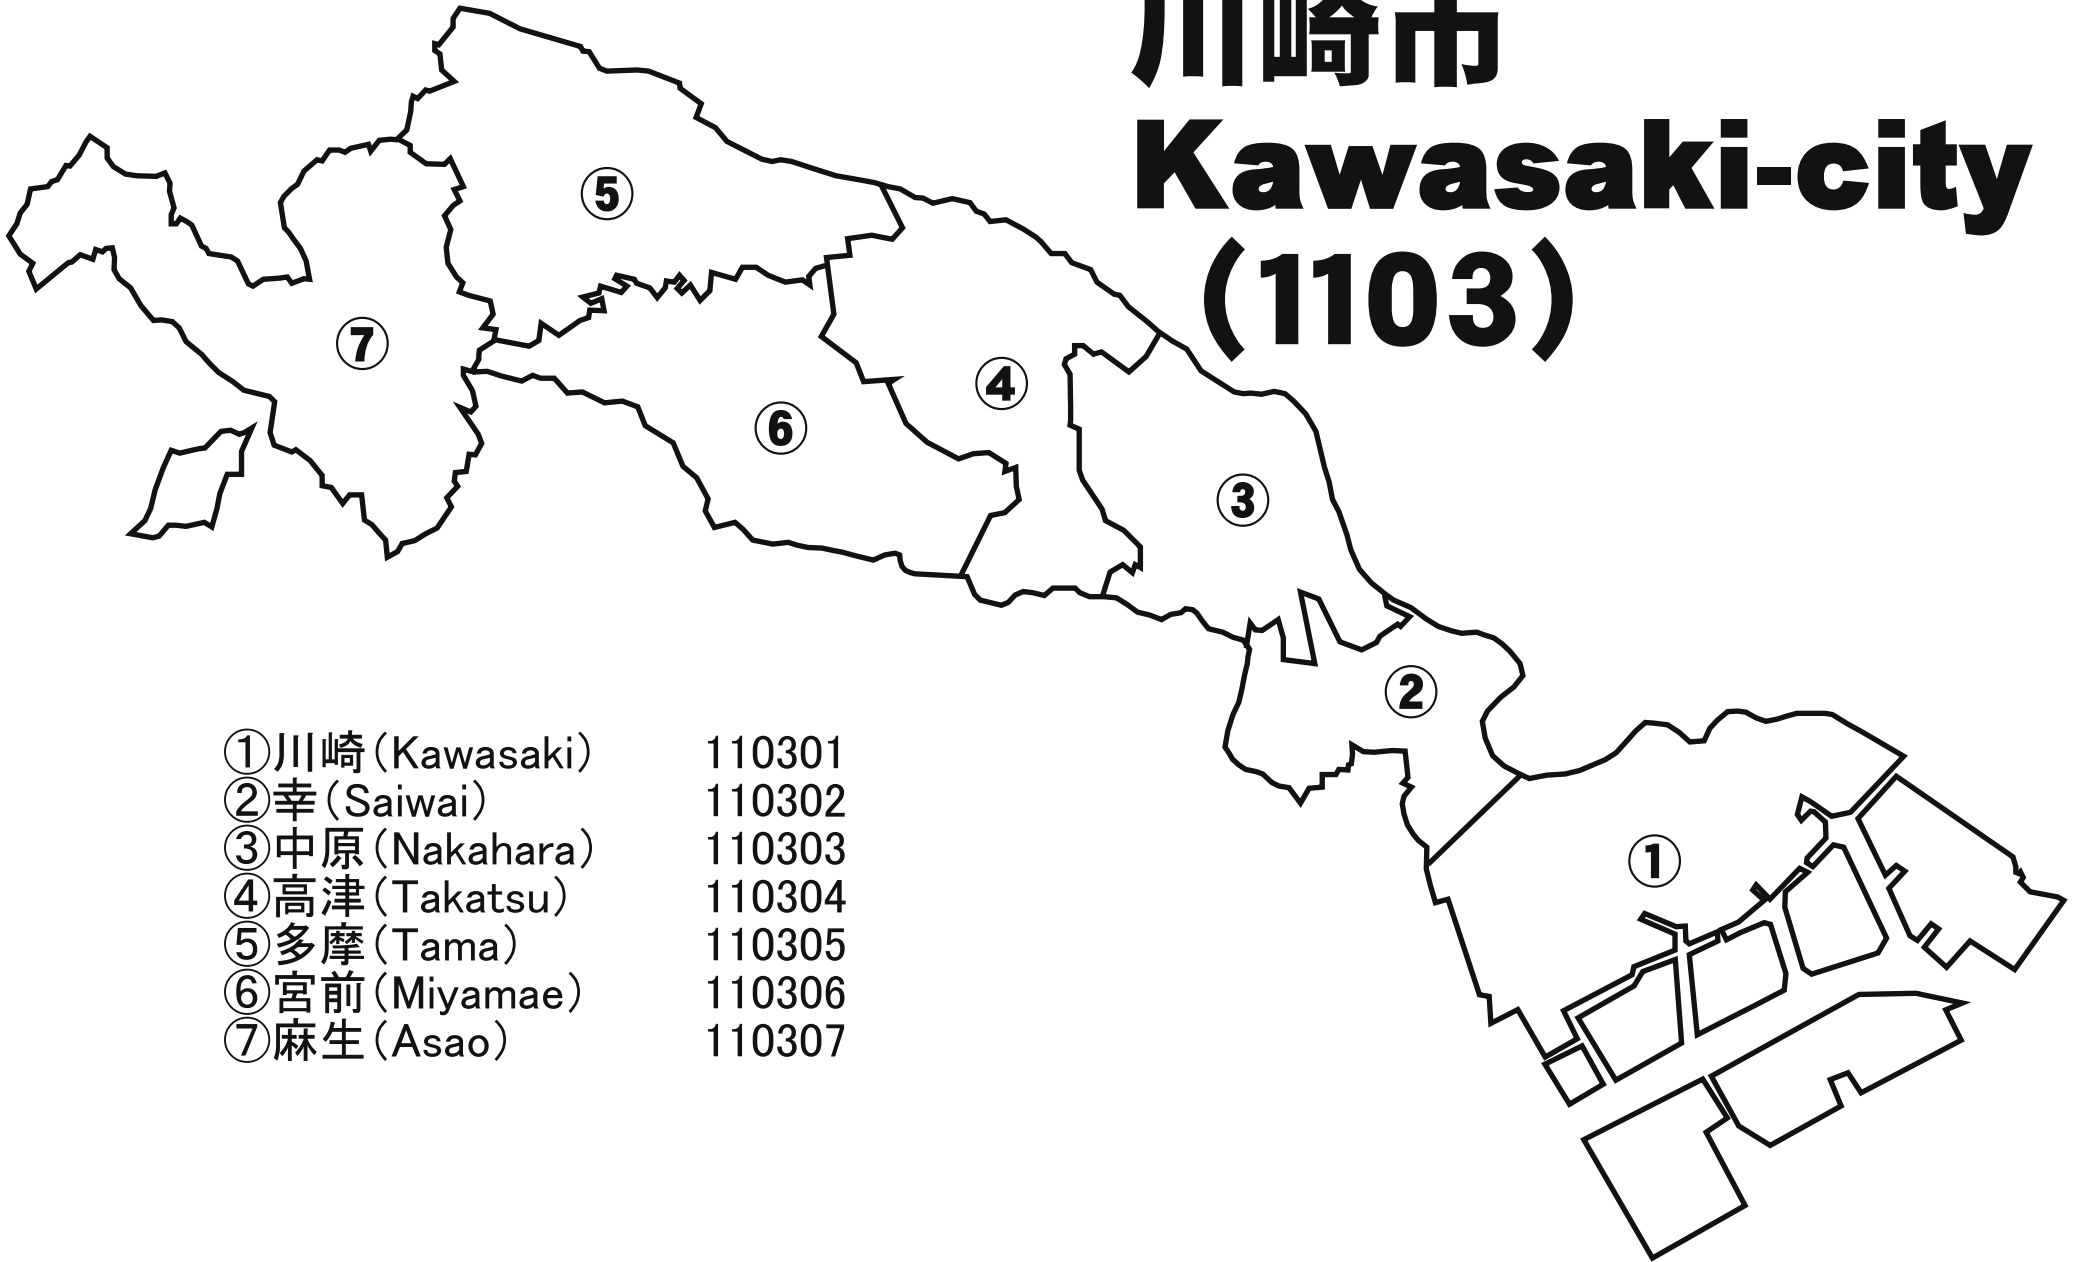 川崎市
Kawasaki-city
（1103）
⑤
⑦
④
⑥
③
②
①
①川崎（Kawasaki） 110301
②幸（Saiwai） 110302
③中原（Nakahara） 110303
④高津（Takatsu） 110304
⑤多摩（Tama） 110305
⑥宮前（Miyamae） 110306
⑦麻生（Asao） 110307